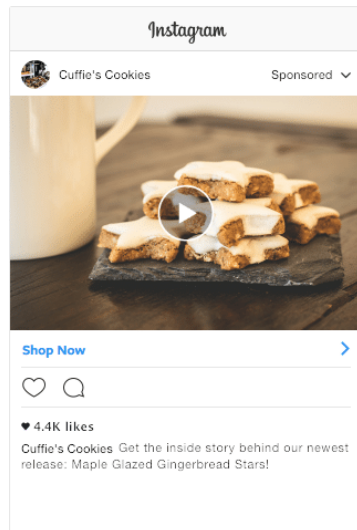 Instagram
Cuffie's Cookies Sponsored
Shop Now
4.4K likes
Cuffie's Cookies Get the inside story behind our newest
release: Maple Glazed Gingerbread Stars!